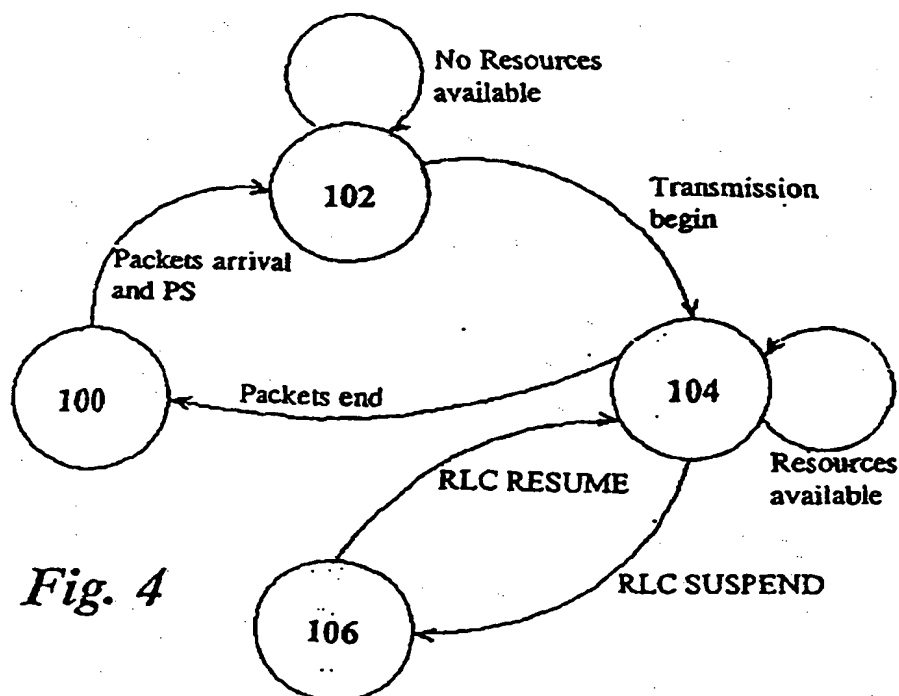 No Resources
available
102
Transmission
begin
Packets arrival
and PS
100
Packets end
104
RLC RESUME
Resources
available
Fig. 4
RLC SUSPEND
106